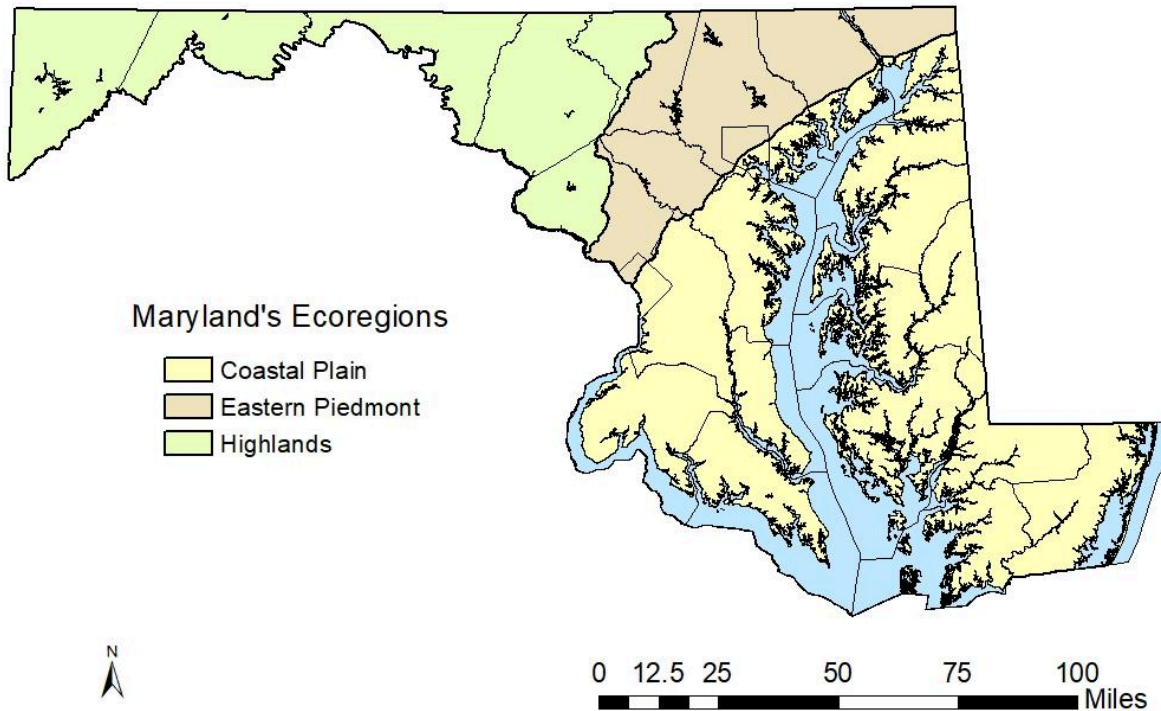 Maryland's Ecoregions
Coastal Plain
Eastern Piedmont
Highlands
N
0 12.5 25 50 75 100
Miles